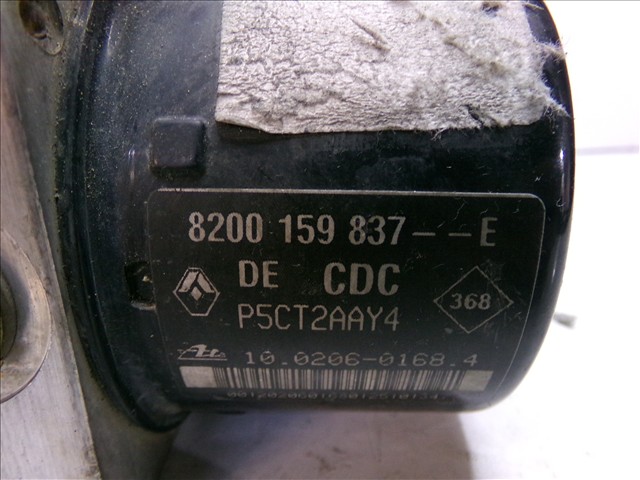 8200 159 837--E
DE CDC
368
P5CT2AAY4
10.0206-0168.4